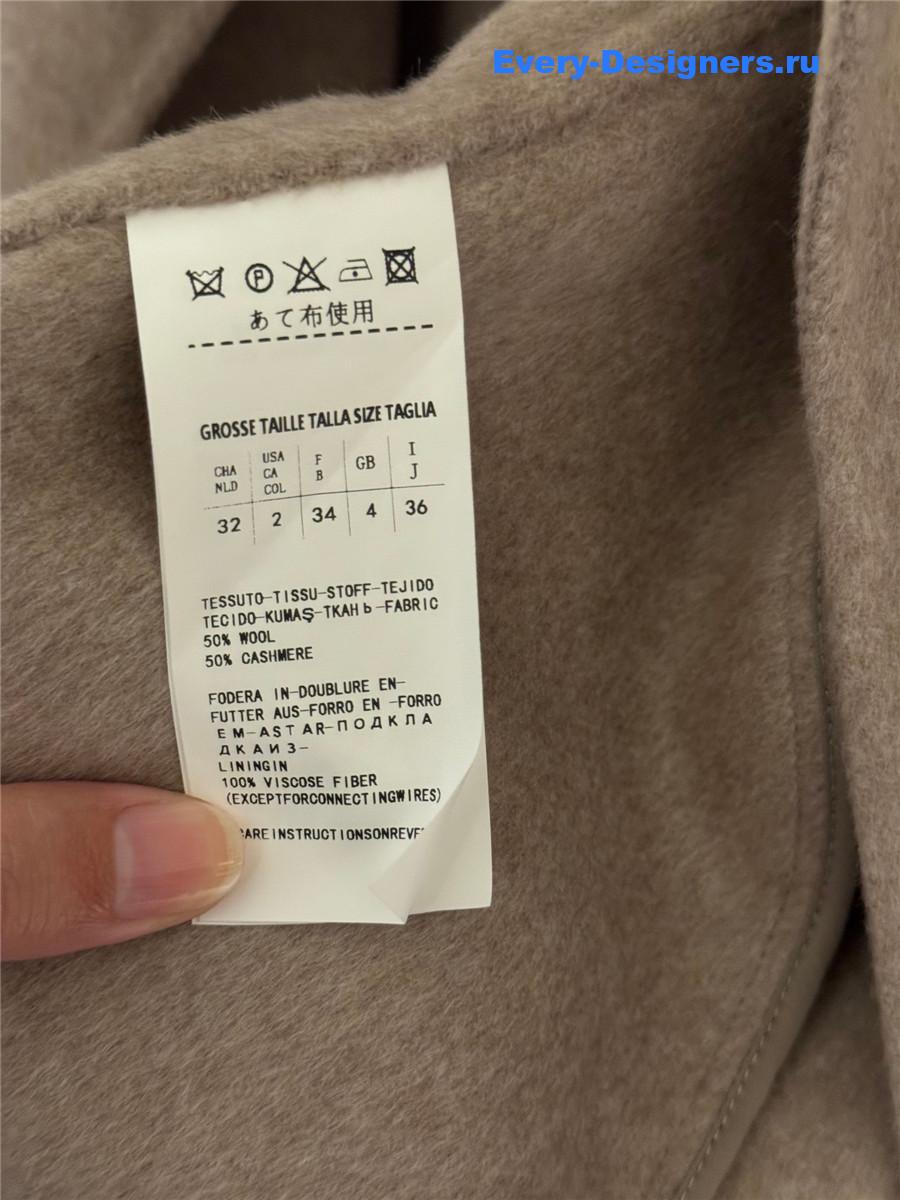 Every-Designers.ru
P
あて布使用
GROSSE TAILLE TALLA SIZE TAGLIA
CHA NLD USA CA COL F B GB I J
32 2 34 4 36
TESSUTO-TISSU-STOFF-TEJIDO
TECIDO-KUMAŞ-TKAHЬ-FABRIC
50% WOOL
50% CASHMERE
FODERA IN-DOUBLURE EN-
FUTTER AUS-FORRO EN -FORRO
EM-ASTAR-ПОДКЛА
ДКАИЗ-
LININGIN
100% VISCOSE FIBER
(EXCEPTFORCONNECTINGWIRES)